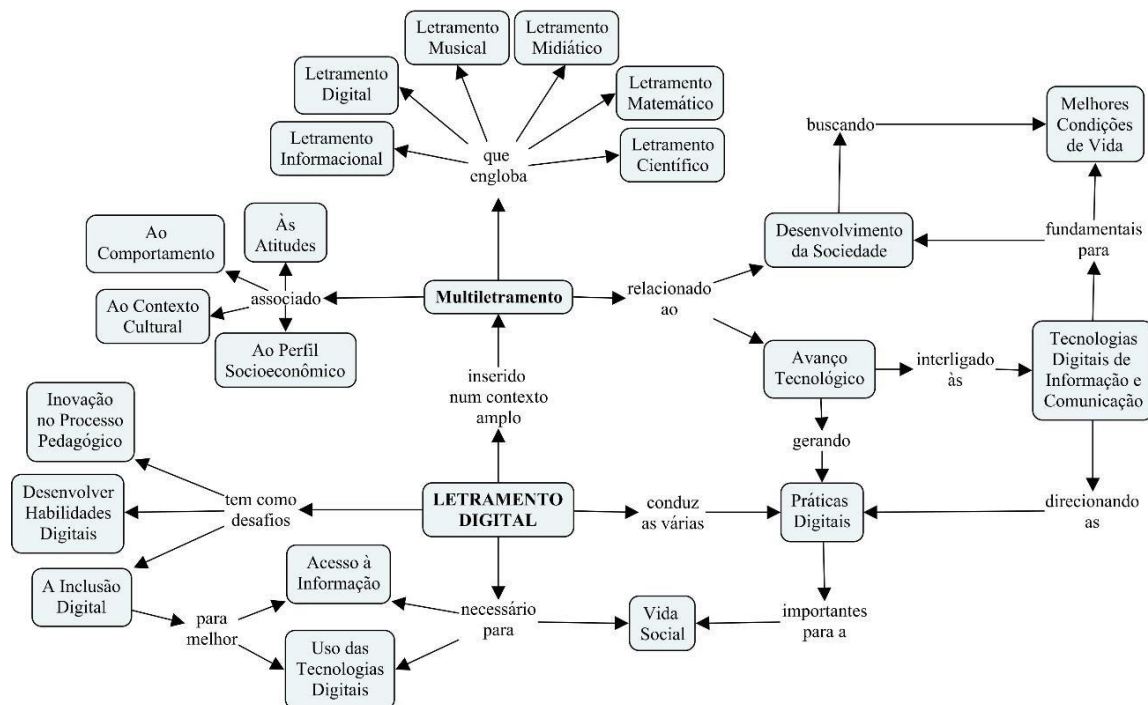 Letramento
Musical
Letramento
Midiático
Letramento
Digital
Letramento
Matemático
Letramento
Informacional
Letramento
Científico
que
engloba
buscando
Melhores
Condições
de Vida
Ao
Comportamento
Às
Atitudes
Desenvolvimento
da Sociedade
fundamentais
para
Ao Contexto
Cultural
associado
Multiletramento
relacionado
ao
Ao Perfil
Socioeconômico
Avanço
Tecnológico
interligado
às
Tecnologias
Digitais de
Informação e
Comunicação
inserido
num contexto
amplo
Inovação
no Processo
Pedagógico
gerando
Desenvolver
Habilidades
Digitais
tem como
desafios
LETRAMENTO
DIGITAL
conduz
as várias
Práticas
Digitais
direcionando
as
A Inclusão
Digital
para
melhor
Acesso à
Informação
necessário
para
Vida
Social
importantes
para a
Uso das
Tecnologias
Digitais